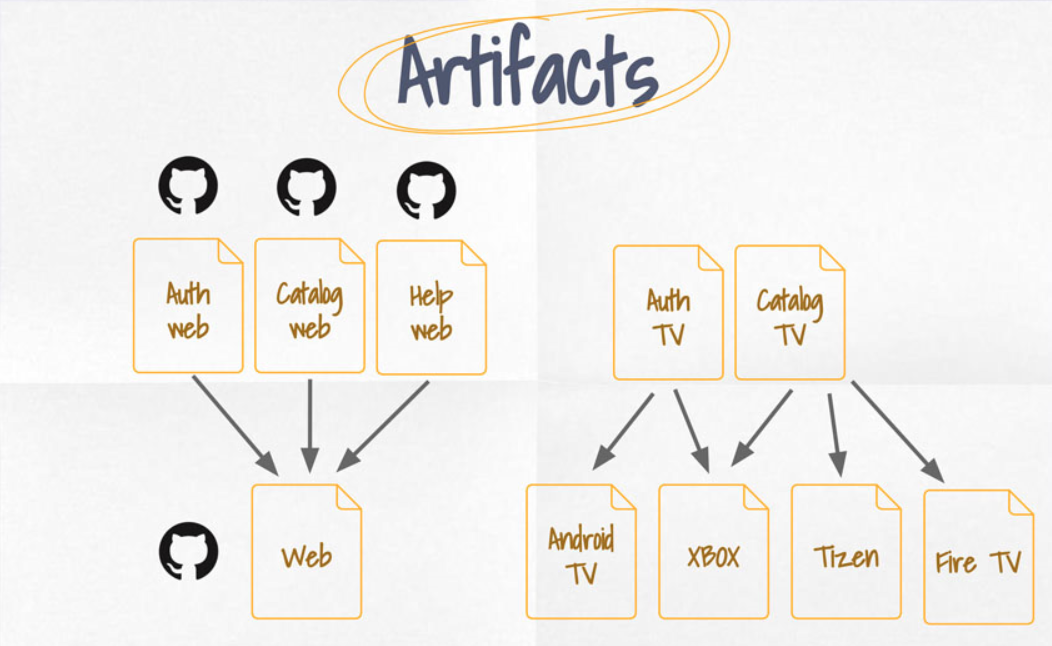 Artifacts
Auth
web
Catalog
web
Help
web
Auth
TV
Catalog
TV
Web
Android
TV
XBOX
Tizen
Fire TV